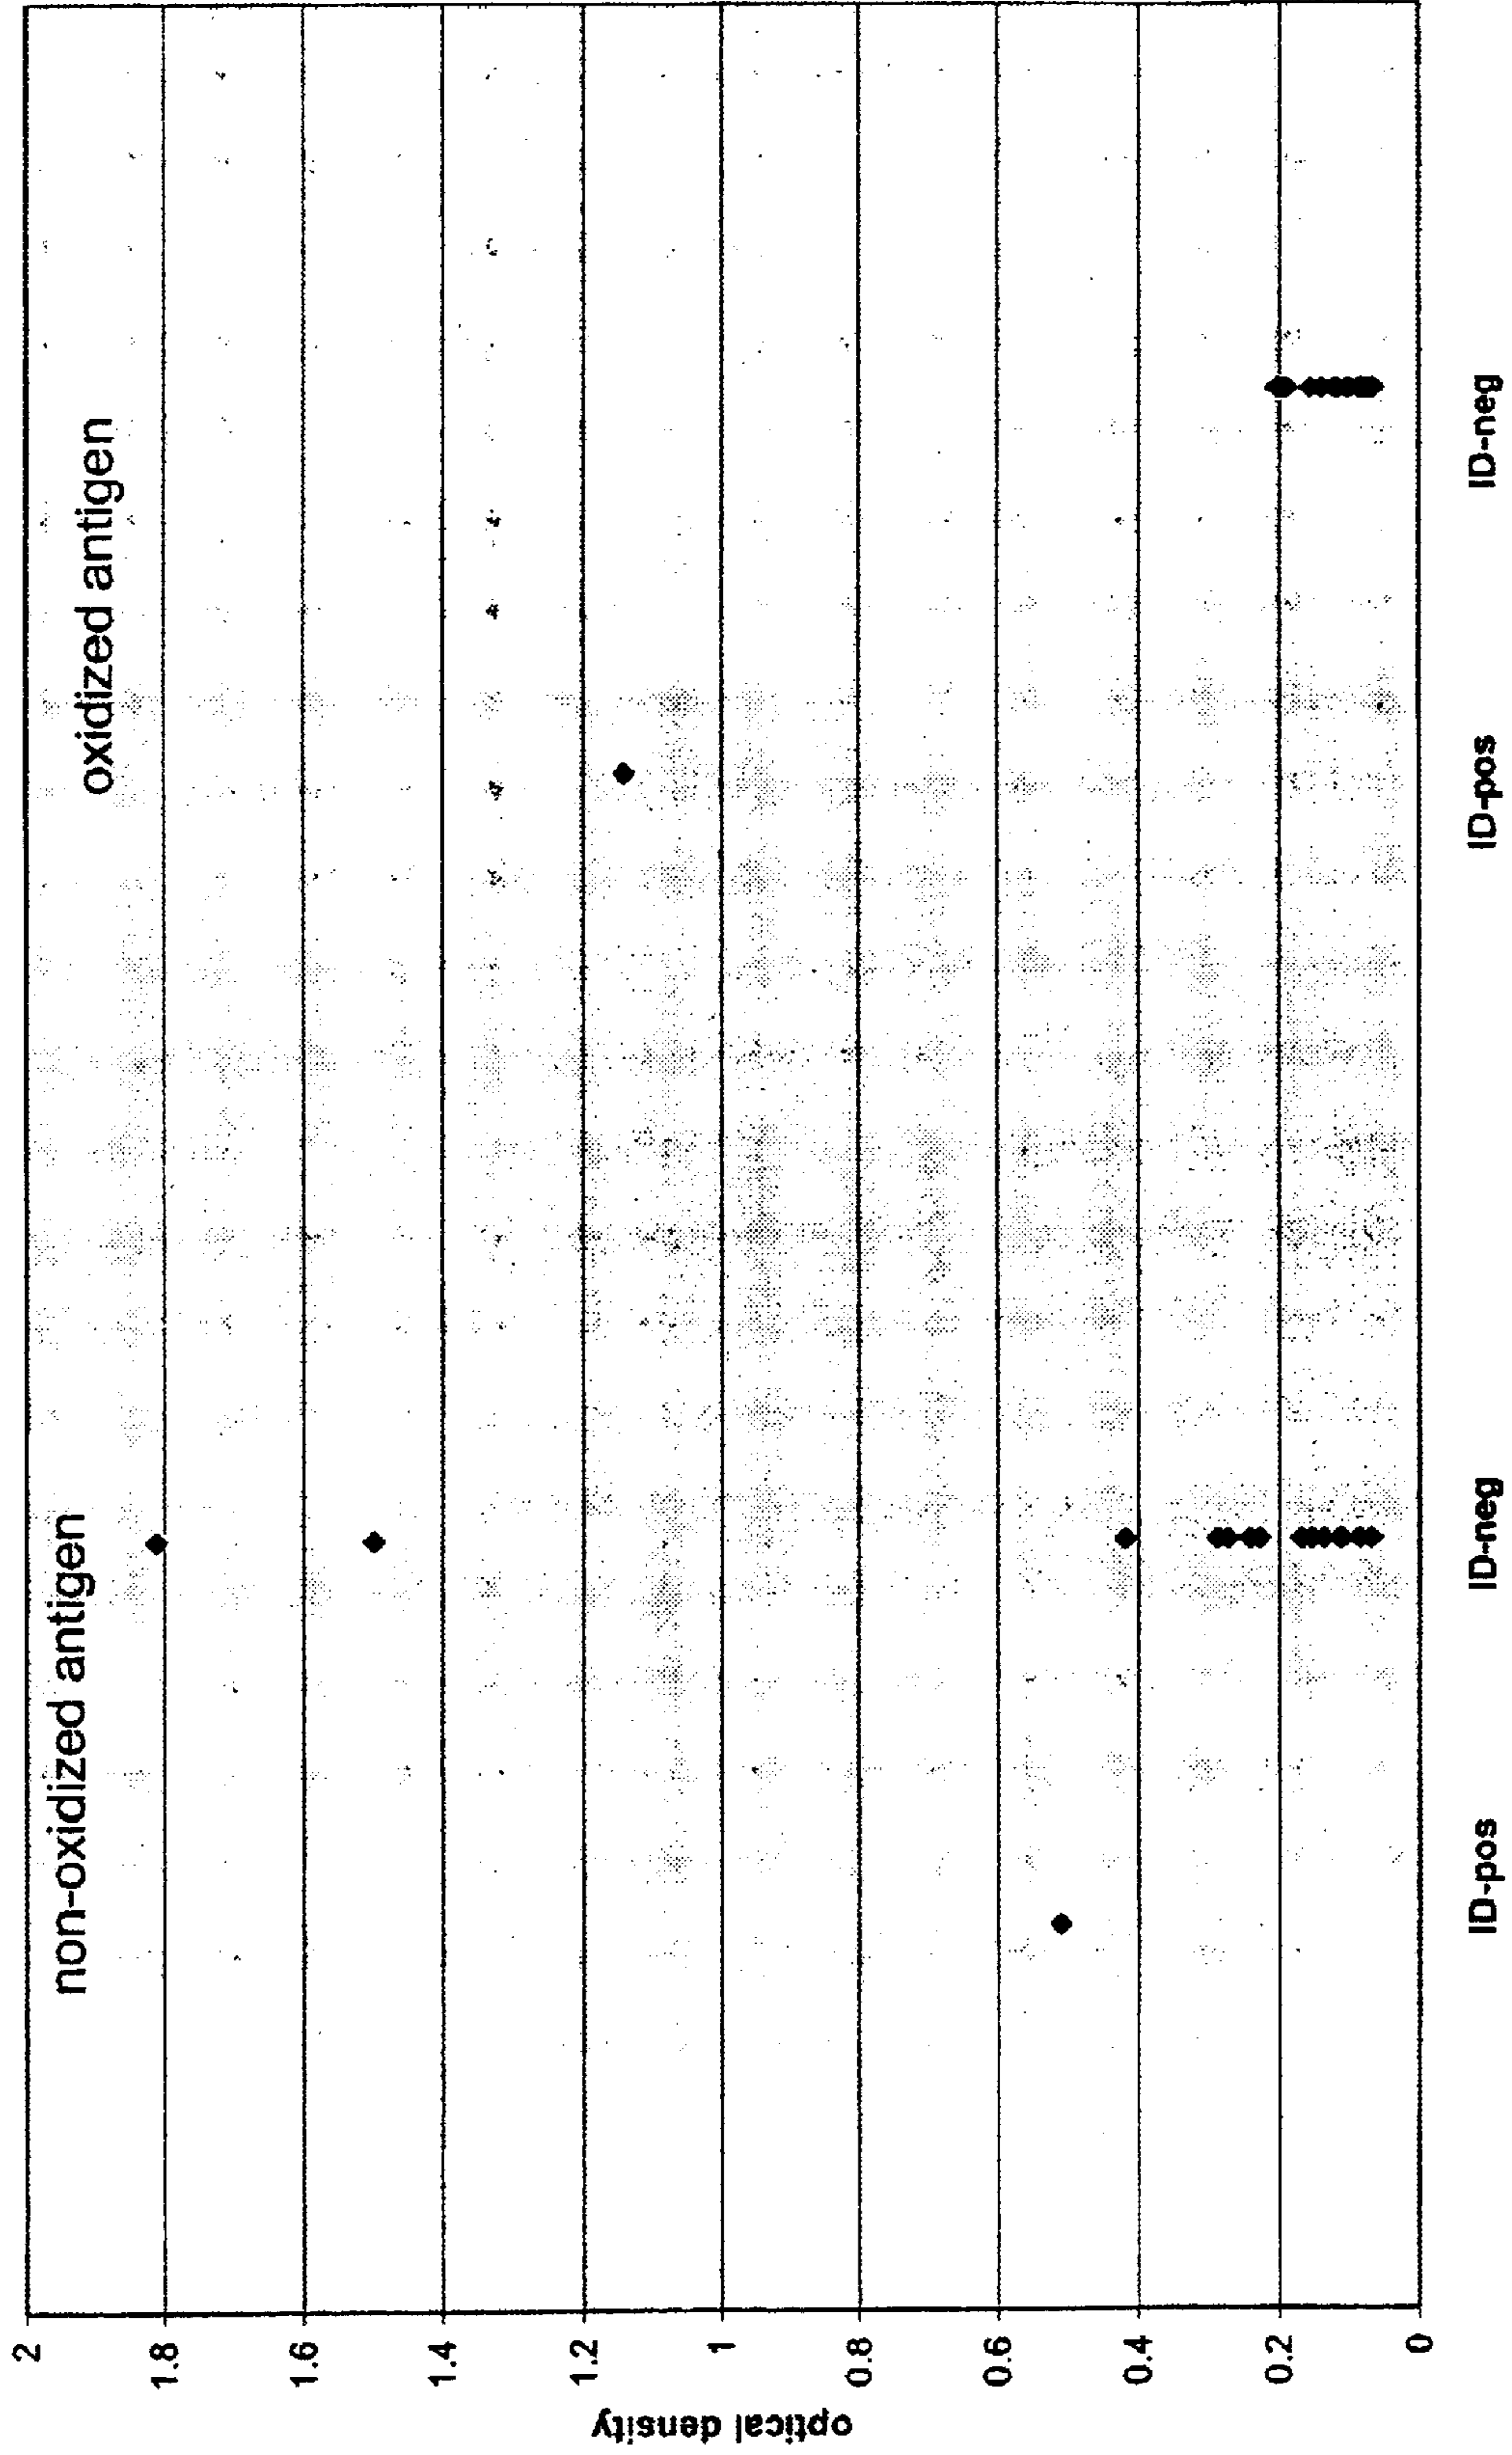 non-oxidized antigen
oxidized antigen
optical density
2
1.8
1.6
1.4
1.2
1
0.8
0.6
0.4
0.2
0
ID-pos
ID-neg
ID-pos
ID-neg